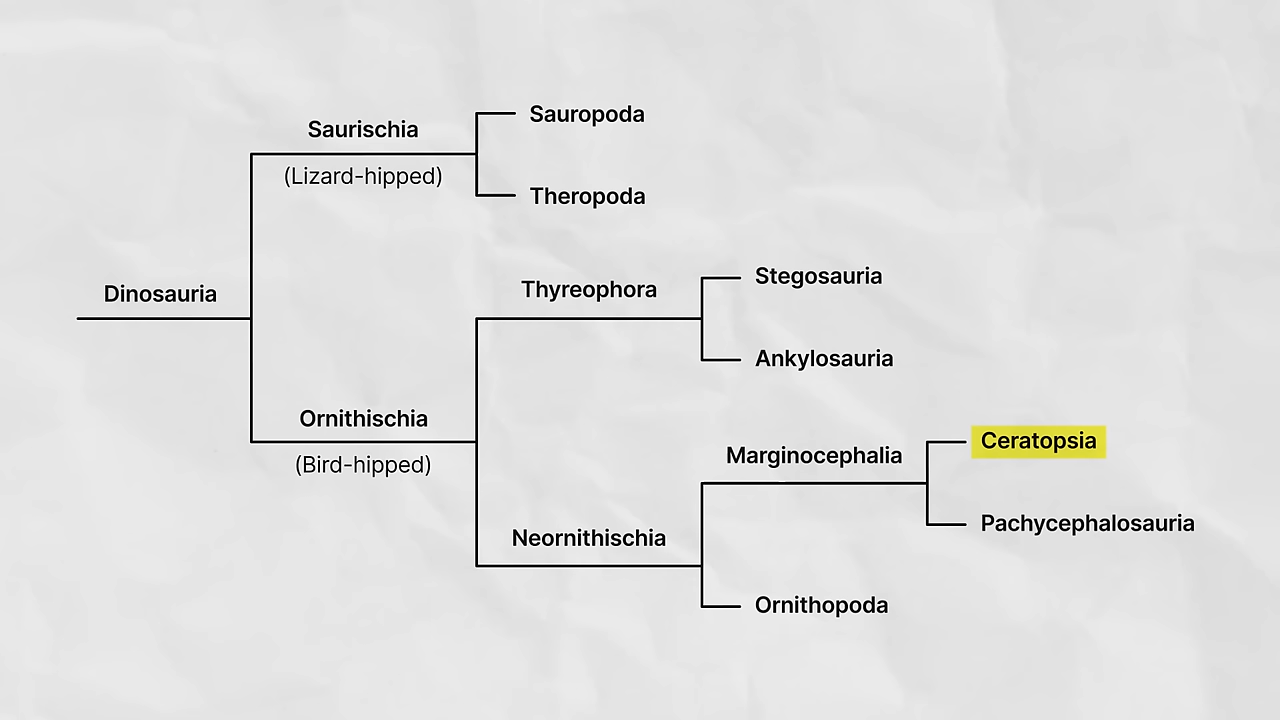 Sauropoda
Saurischia
(Lizard-hipped)
Theropoda
Stegosauria
Thyreophora
Dinosauria
Ankylosauria
Ornithischia
(Bird-hipped)
Ceratopsia
Marginocephalia
Pachycephalosauria
Neornithischia
Ornithopoda